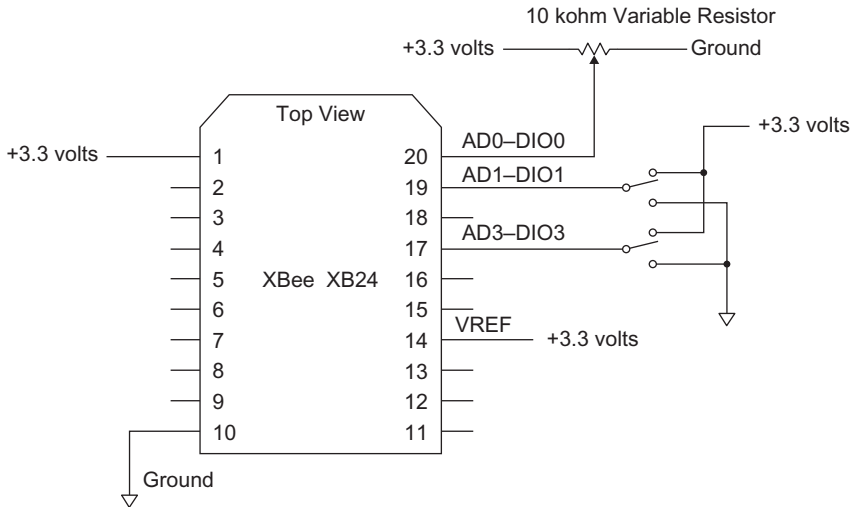 10 kohm Variable Resistor
+3.3 volts
Ground
Top View
+3.3 volts
+3.3 volts
1
20
AD0–DIO0
2
19
AD1–DIO1
3
18
4
17
AD3–DIO3
5
XBee XB24
16
6
15
7
14
VREF
+3.3 volts
8
13
9
12
10
11
Ground